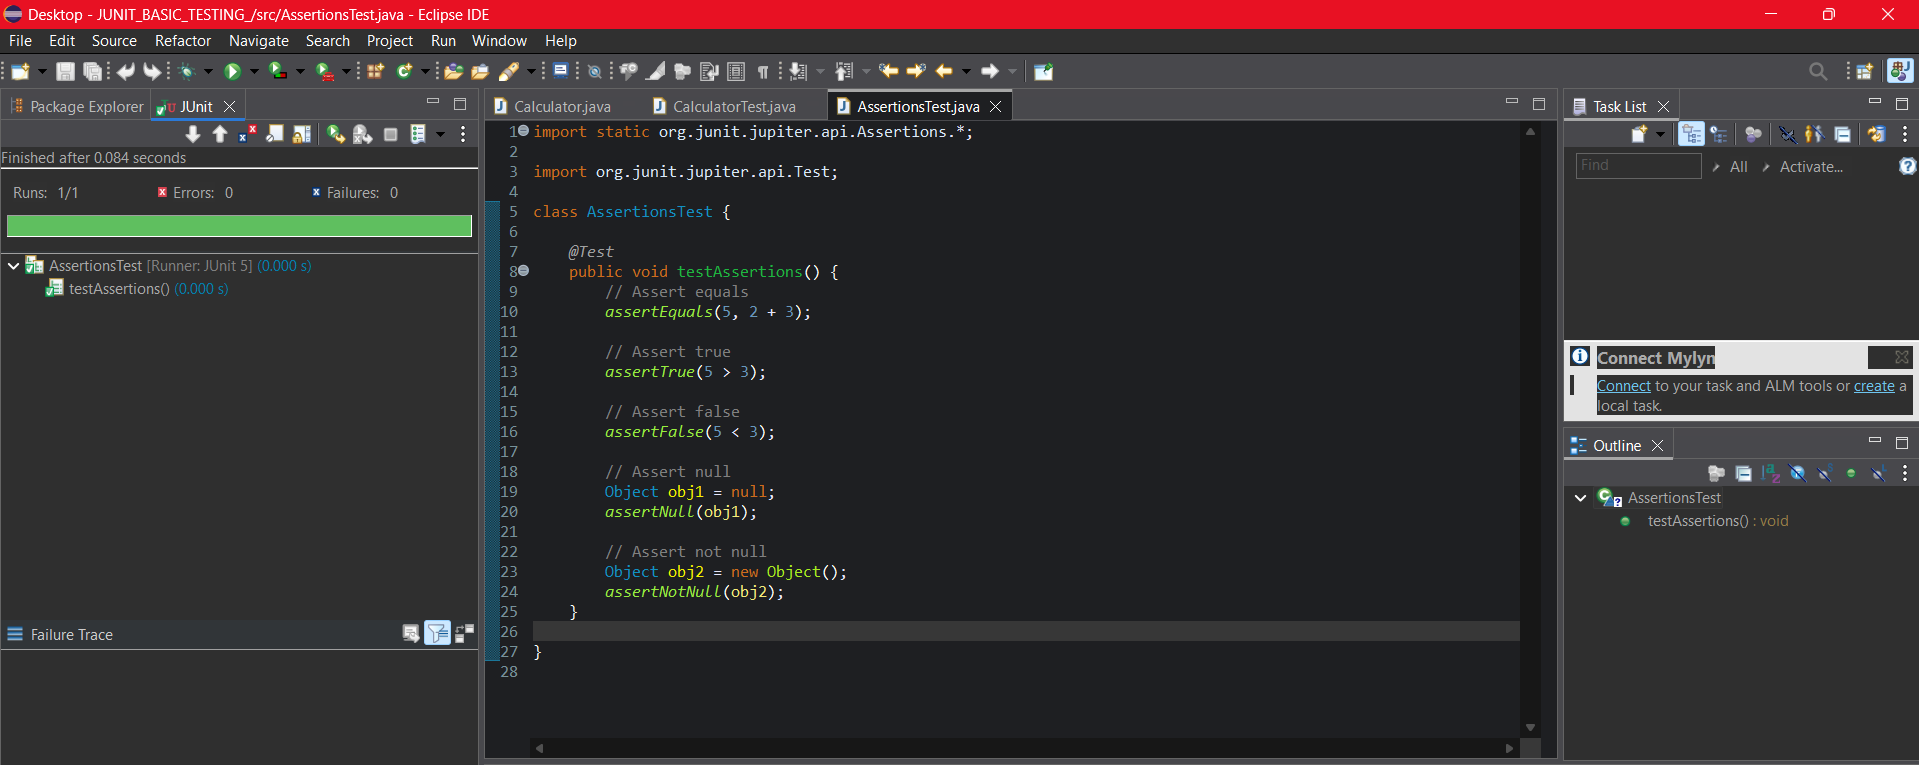 Desktop - JUNIT_BASIC_TESTING_/src/AssertionsTest.java - Eclipse IDE
File Edit Source Refactor Navigate Search Project Run Window Help
Package Explorer JUnit
Finished after 0.084 seconds
Runs: 1/1 Errors: 0 Failures: 0
AssertionsTest [Runner: JUnit 5] (0.000 s)
testAssertions() (0.000 s)
Failure Trace
Calculator.java CalculatorTest.java AssertionsTest.java
1 import static org.junit.jupiter.api.Assertions.*;
2
3 import org.junit.jupiter.api.Test;
4
5 class AssertionsTest {
6
7 @Test
8 public void testAssertions() {
9 // Assert equals
10 assertEquals(5, 2 + 3);
11
12 // Assert true
13 assertTrue(5 > 3);
14
15 // Assert false
16 assertFalse(5 < 3);
17
18 // Assert null
19 Object obj1 = null;
20 assertNull(obj1);
21
22 // Assert not null
23 Object obj2 = new Object();
24 assertNotNull(obj2);
25 }
26
27 }
28
Task List
Find All Activate...
Connect Mylyn
Connect to your task and ALM tools or create a
local task.
Outline
AssertionsTest
testAssertions() : void